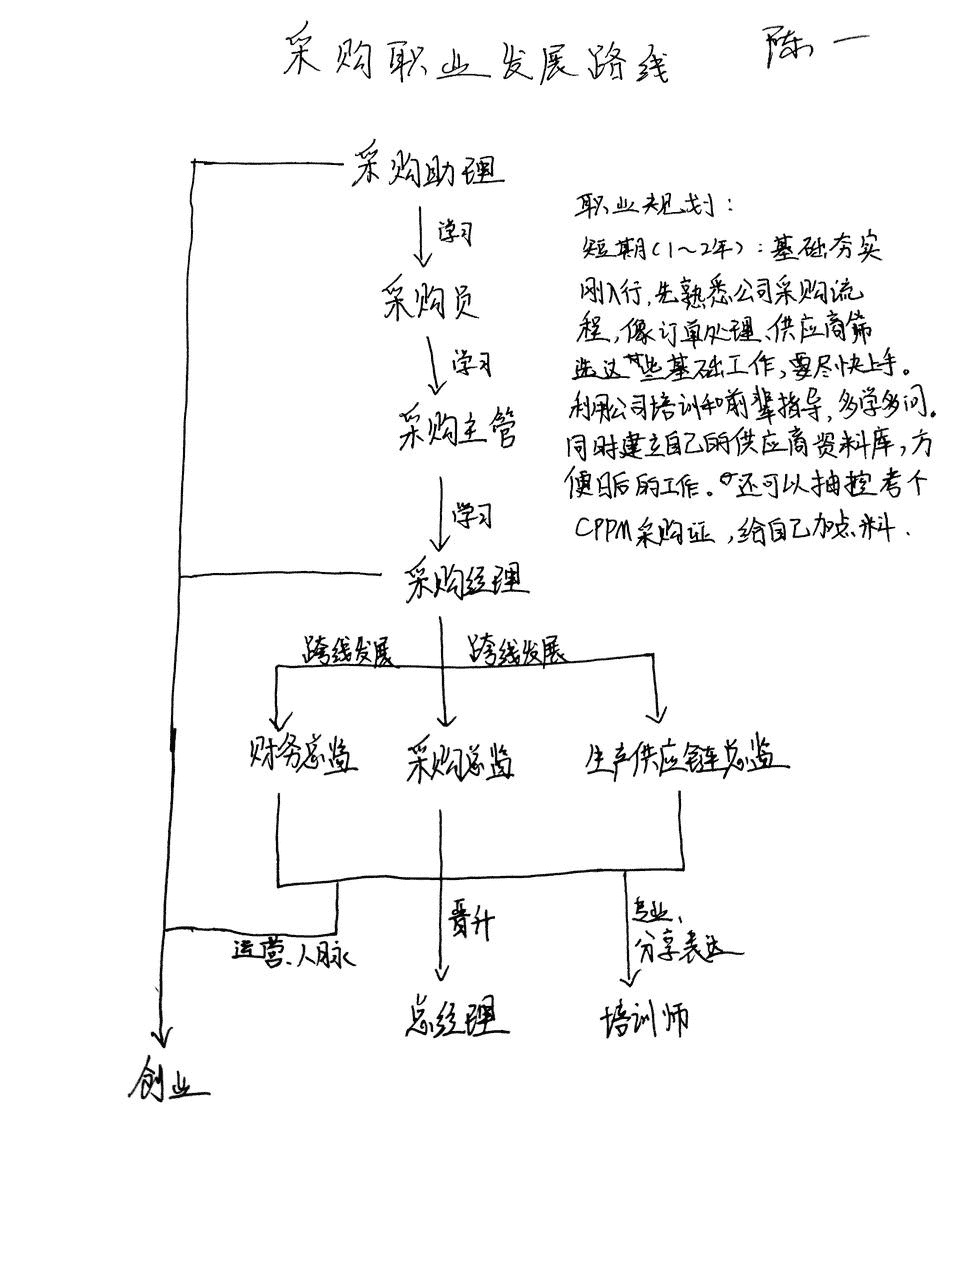 采购职业发展路线
陈一
采购助理
学习
采购员
学习
采购主管
学习
采购经理
跨线发展
跨线发展
财务总监
采购总监
生产供应链总监
运营、人脉
晋升
专业、
分享表达
总经理
培训师
创业
职业规划：
短期（1～2年）：基础夯实
刚入行，先熟悉公司采购流
程，像订单处理、供应商筛
选这些基础工作，要尽快上手。
利用公司培训和前辈指导，多学多问。
同时建立自己的供应商资料库，方
便日后的工作。还可以抽控考个
CPPM采购证，给自己加点料.